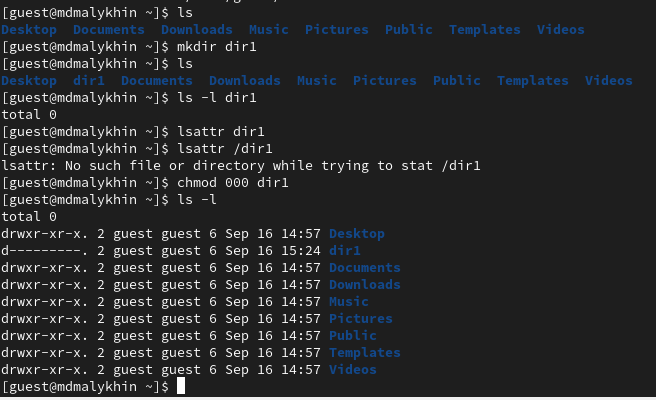 [guest@mdmalykhin ~]$ ls
Desktop  Documents  Downloads  Music  Pictures  Public  Templates  Videos
[guest@mdmalykhin ~]$ mkdir dir1
[guest@mdmalykhin ~]$ ls
Desktop  dir1  Documents  Downloads  Music  Pictures  Public  Templates  Videos
[guest@mdmalykhin ~]$ ls -l dir1
total 0
[guest@mdmalykhin ~]$ lsattr dir1
[guest@mdmalykhin ~]$ lsattr /dir1
lsattr: No such file or directory while trying to stat /dir1
[guest@mdmalykhin ~]$ chmod 000 dir1
[guest@mdmalykhin ~]$ ls -l
total 0
drwxr-xr-x. 2 guest guest 6 Sep 16 14:57 Desktop
d---------. 2 guest guest 6 Sep 16 15:24 dir1
drwxr-xr-x. 2 guest guest 6 Sep 16 14:57 Documents
drwxr-xr-x. 2 guest guest 6 Sep 16 14:57 Downloads
drwxr-xr-x. 2 guest guest 6 Sep 16 14:57 Music
drwxr-xr-x. 2 guest guest 6 Sep 16 14:57 Pictures
drwxr-xr-x. 2 guest guest 6 Sep 16 14:57 Public
drwxr-xr-x. 2 guest guest 6 Sep 16 14:57 Templates
drwxr-xr-x. 2 guest guest 6 Sep 16 14:57 Videos
[guest@mdmalykhin ~]$